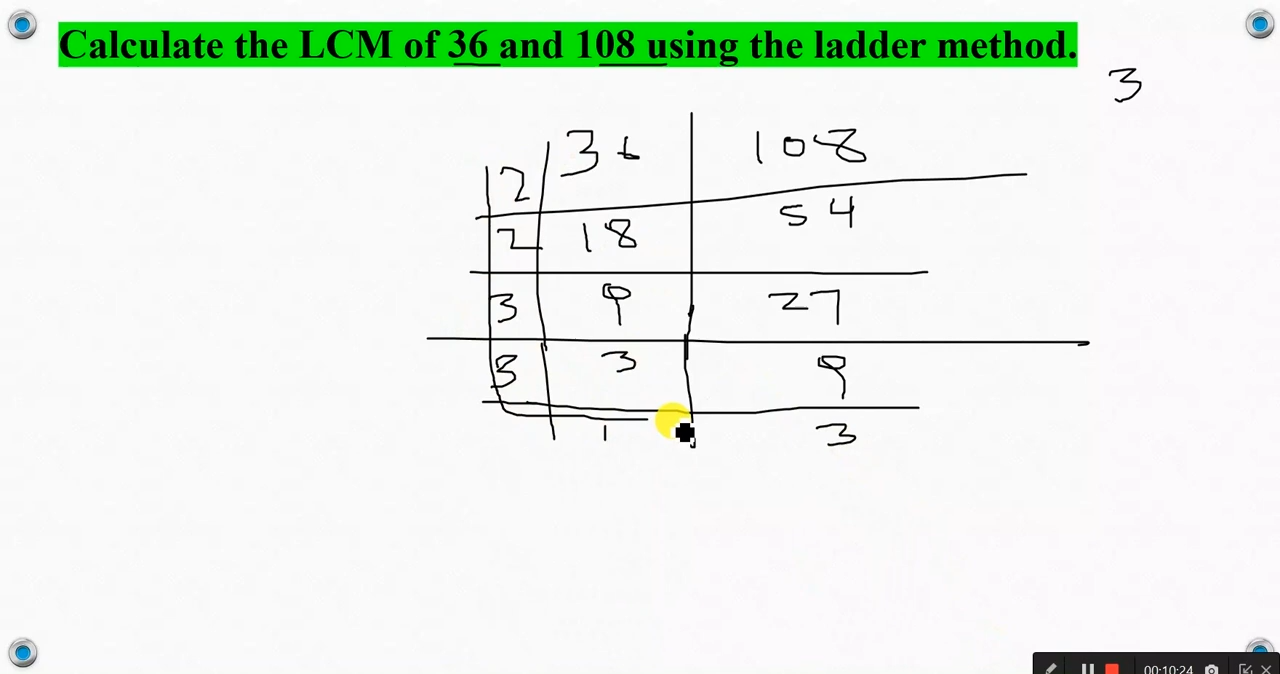 Calculate the LCM of 36 and 108 using the ladder method.
3
2 36 108
2 18 54
3 9 27
3 3 9
1 3
00:10:24